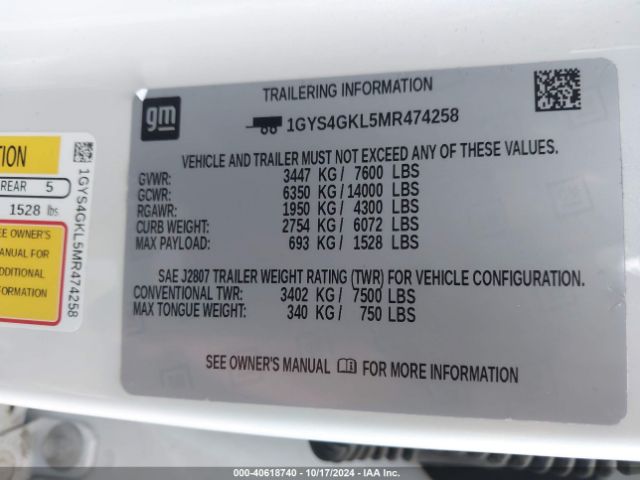 TION
REAR 5
1528 lbs
EE OWNER'S
MANUAL FOR
ADDITIONAL
FORMATION
1GYS4GKL5MR474258
gm
TRAILERING INFORMATION
1GYS4GKL5MR474258
VEHICLE AND TRAILER MUST NOT EXCEED ANY OF THESE VALUES.
GVWR: 3447 KG/ 7600 LBS
GCWR: 6350 KG/ 14000 LBS
RGAWR: 1950 KG/ 4300 LBS
CURB WEIGHT: 2754 KG/ 6072 LBS
MAX PAYLOAD: 693 KG/ 1528 LBS
SAE J2807 TRAILER WEIGHT RATING (TWR) FOR VEHICLE CONFIGURATION.
CONVENTIONAL TWR: 3402 KG/ 7500 LBS
MAX TONGUE WEIGHT: 340 KG/ 750 LBS
SEE OWNER'S MANUAL FOR MORE INFORMATION
000-40618740 - 10/17/2024 - IAA Inc.